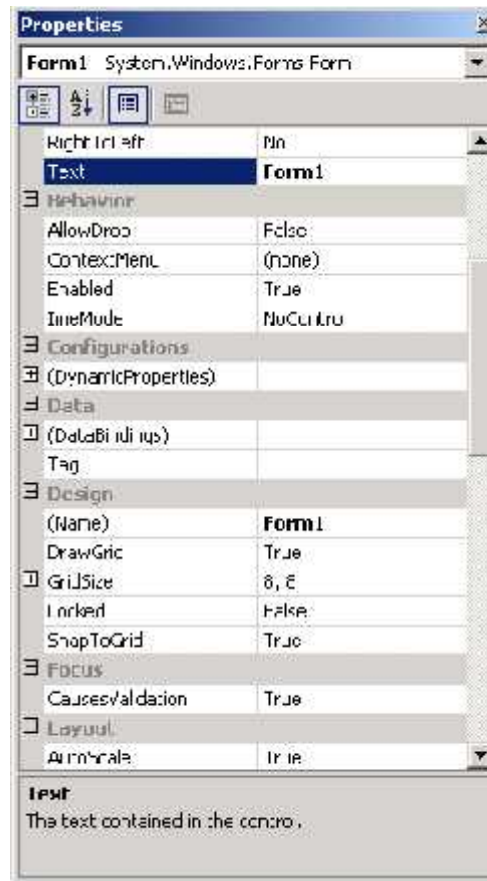 Properties
Form1 System.Windows.Forms.Form
RightToLeft No
Text Form1
Behavior
AllowDrop False
ContextMenu (none)
Enabled True
ImeMode NoControl
Configurations
(DynamicProperties)
Data
(DataBindings)
Tag
Design
(Name) Form1
DrawGrid True
GridSize 8, 8
Locked False
SnapToGrid True
Focus
CausesValidation True
Layout
AutoScale True
Text
The text contained in the control.